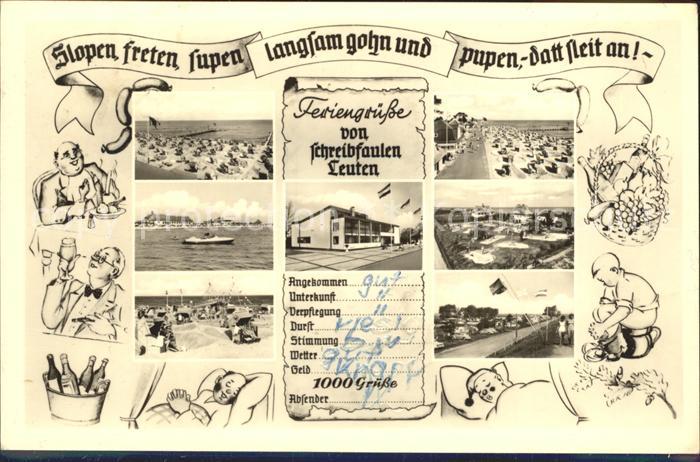 Slopen, freten, supen langsam gohn und pupen,-datt sleit an!~
Feriengrüße
von
schreibfaulen
Leuten
Angekommen gut
Unterkunft "
Verpflegung "
Durst
Stimmung
Wetter
Geld
1000 Grüße
Absender